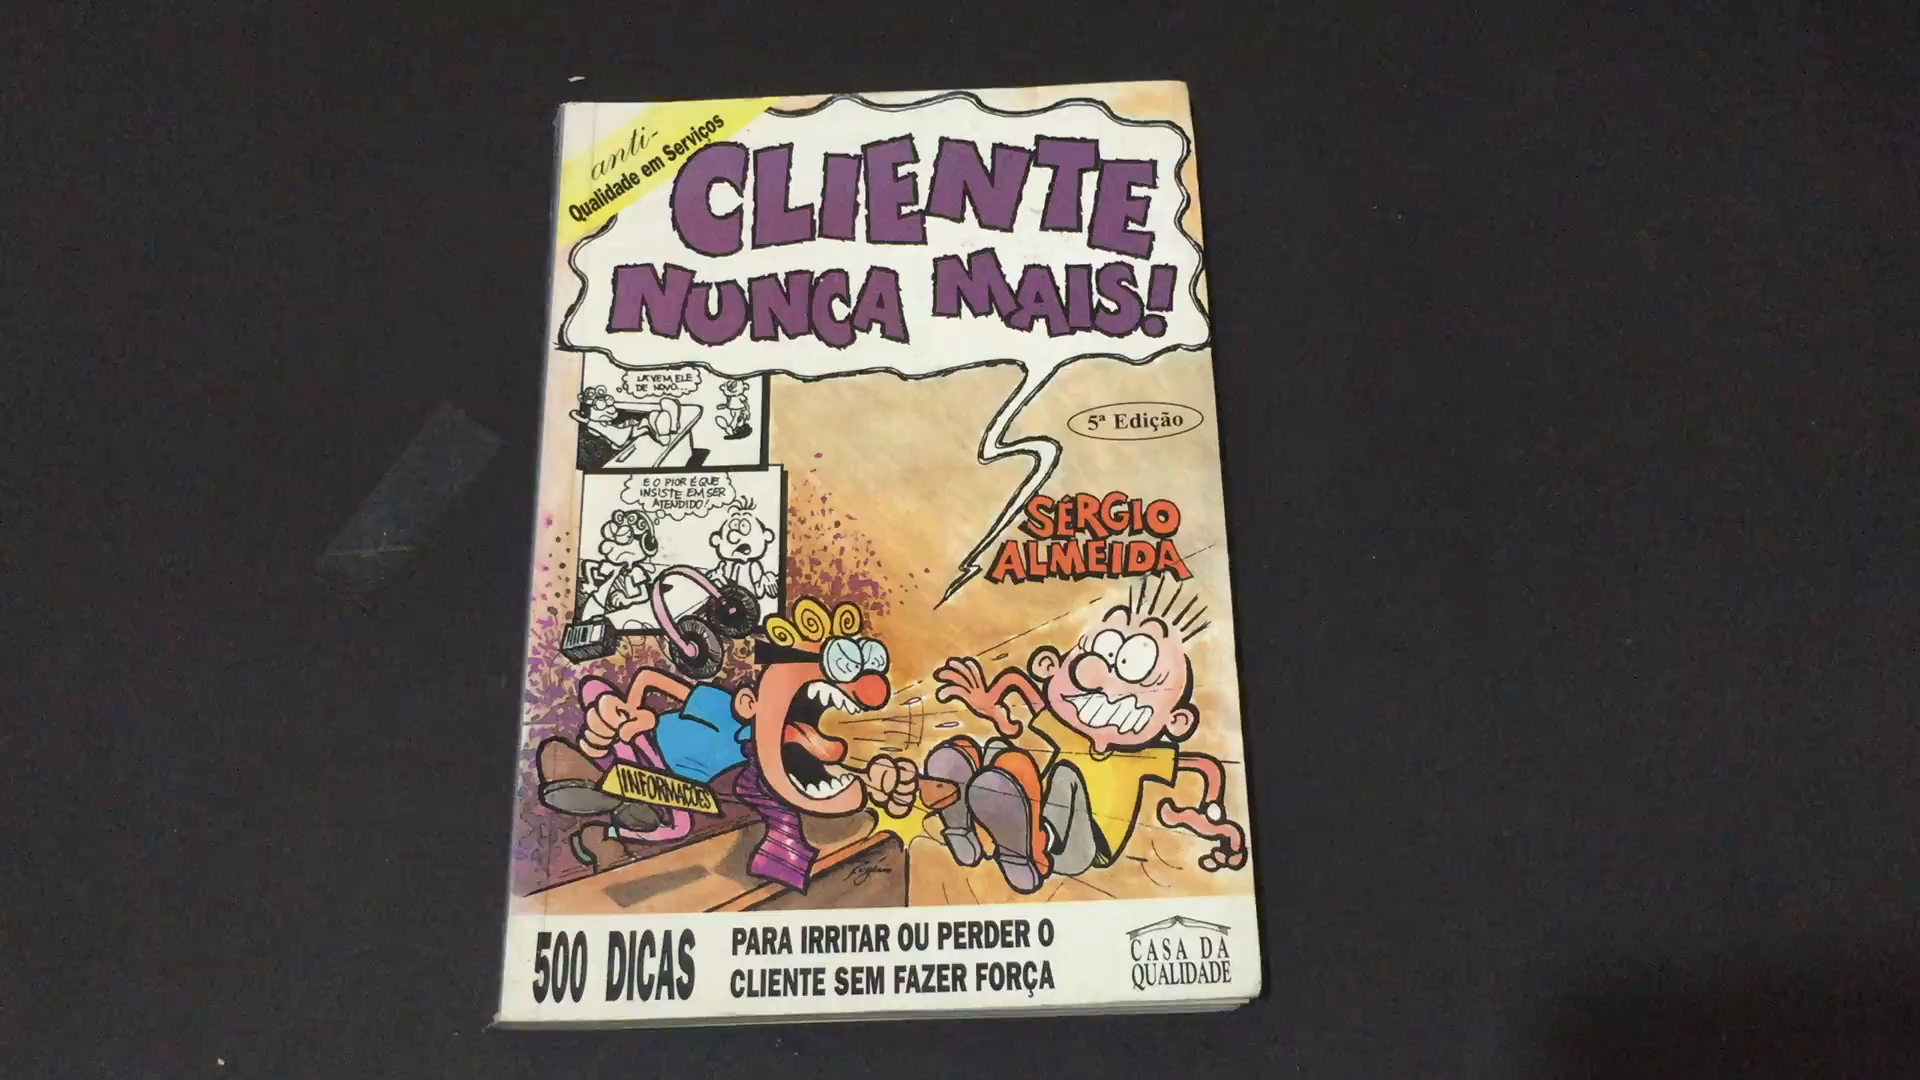 anti-
Qualidade em Serviços
CLIENTE
NUNCA MAIS!
LÁ VEM ELE
DE NOVO...
5ª Edição
E O PIOR É QUE
INSISTE EM SER
ATENDIDO!
SÉRGIO
ALMEIDA
INFORMAÇÕES
500 DICAS
PARA IRRITAR OU PERDER O
CLIENTE SEM FAZER FORÇA
CASA DA
QUALIDADE